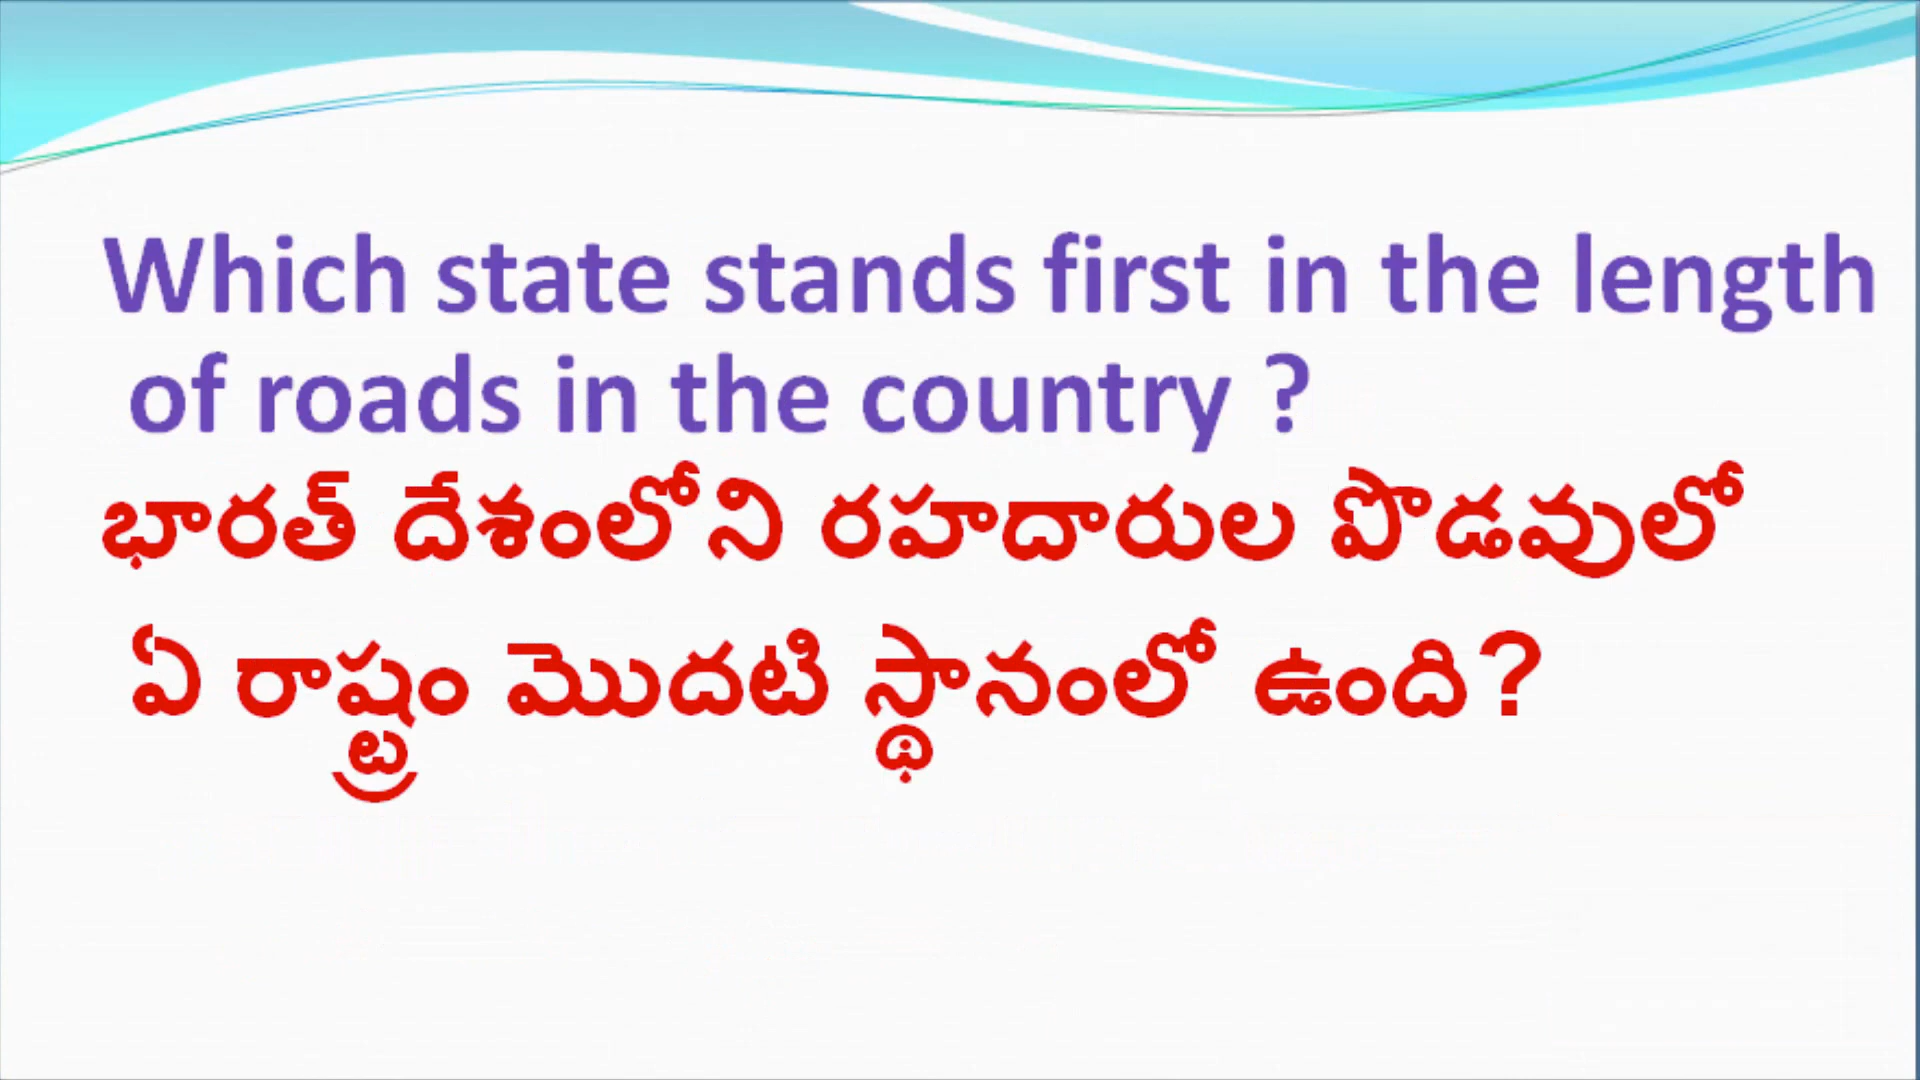 Which state stands first in the length
of roads in the country ?
భారత్ దేశంలోని రహదారుల పొడవులో
ఏ రాష్ట్రం మొదటి స్థానంలో ఉంది?